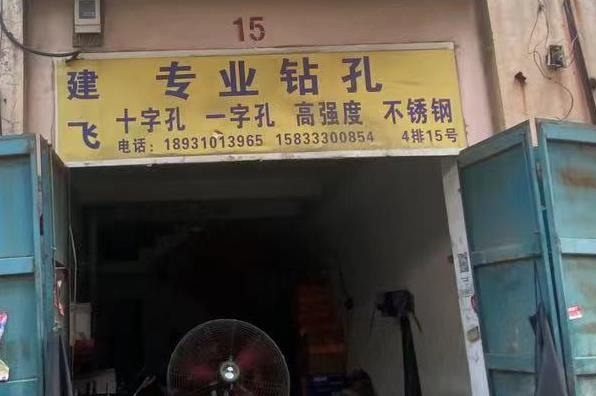 15
建飞
专业钻孔
十字孔 一字孔 高强度 不锈钢
电话：18931013965 15833300854 4排15号